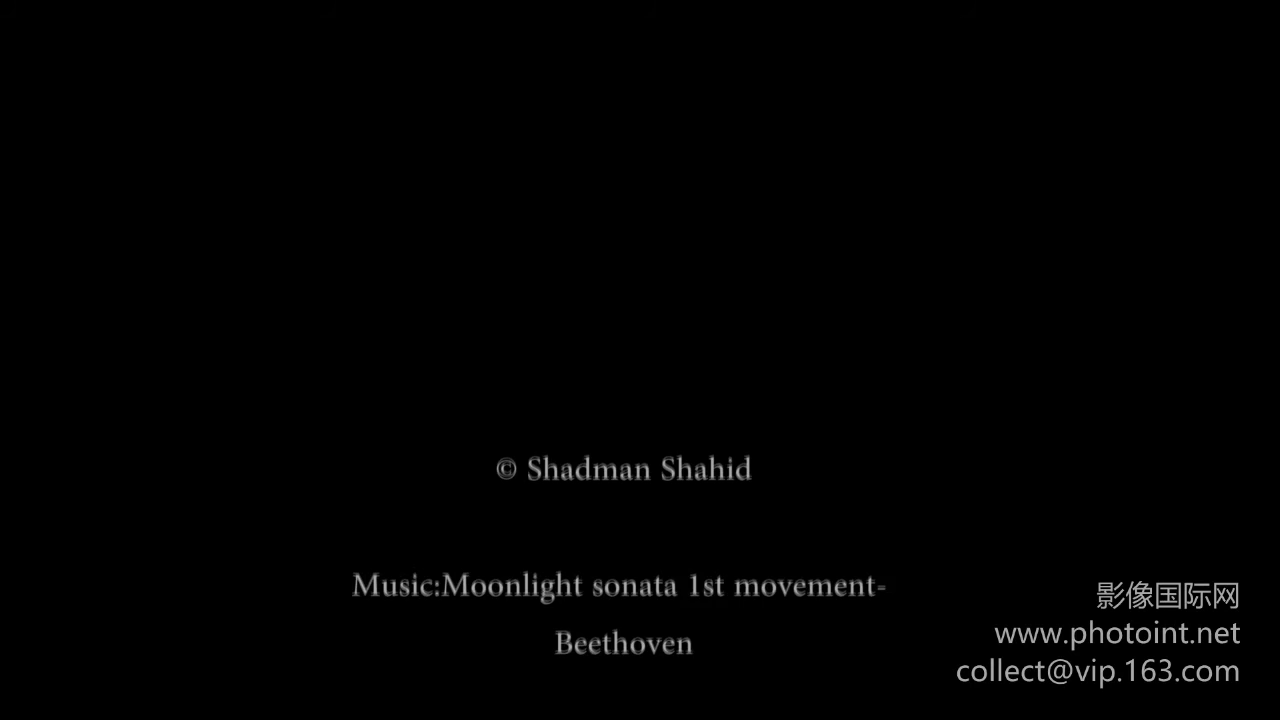 © Shadman Shahid
Music:Moonlight sonata 1st movement-
Beethoven
影像国际网
www.photoint.net
collect@vip.163.com